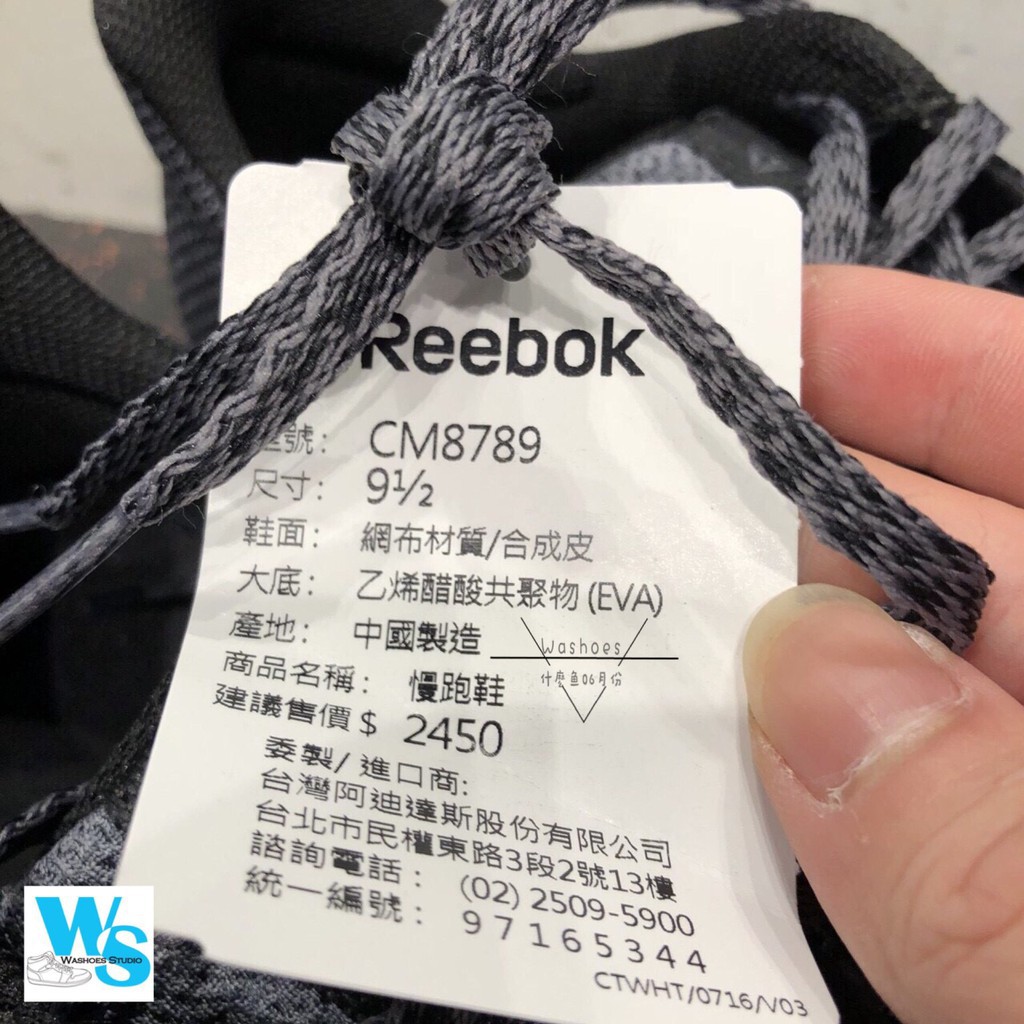 Reebok
號： CM8789
尺寸： 9½
鞋面： 網布材質/合成皮
大底： 乙烯醋酸共聚物 (EVA)
產地： 中國製造
商品名稱： 慢跑鞋
建議售價$ 2450
委製/進口商:
台灣阿迪達斯股份有限公司
台北市民權東路3段2號13樓
諮詢電話： (02) 2509-5900
統一編號： 97165344
CTWHT/0716/V03
Washoes
什麼魚06月份
WS
WASHOES STUDIO